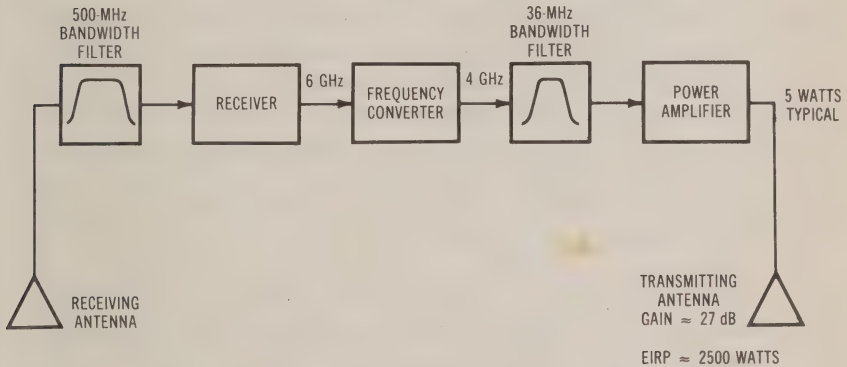 500-MHz
BANDWIDTH
FILTER
RECEIVER
6 GHz
FREQUENCY
CONVERTER
4 GHz
36-MHz
BANDWIDTH
FILTER
POWER
AMPLIFIER
5 WATTS
TYPICAL
RECEIVING
ANTENNA
TRANSMITTING
ANTENNA
GAIN ≈ 27 dB
EIRP ≈ 2500 WATTS